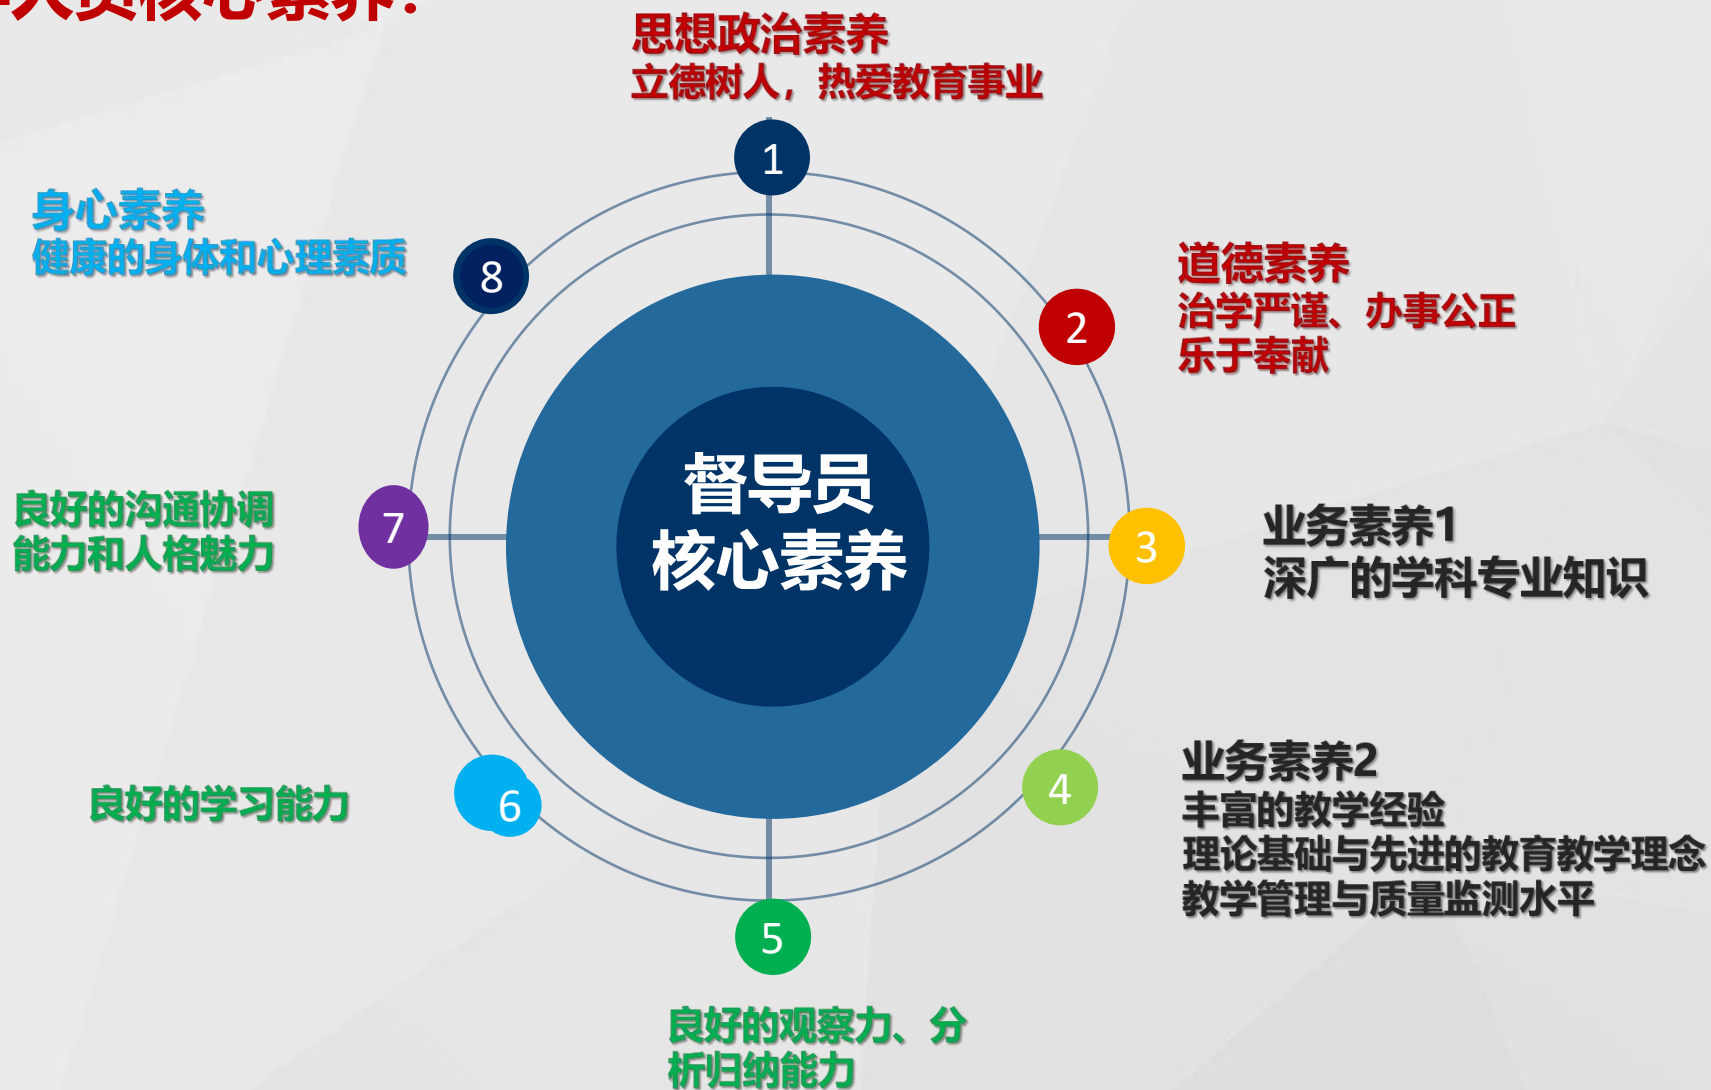 人员核心素养?
思想政治素养
立德树人，热爱教育事业
1
道德素养
治学严谨、办事公正
乐于奉献
2
业务素养1
深广的学科专业知识
3
业务素养2
丰富的教学经验
理论基础与先进的教育教学理念
教学管理与质量监测水平
4
5
良好的观察力、分
析归纳能力
6
良好的学习能力
7
良好的沟通协调
能力和人格魅力
8
身心素养
健康的身体和心理素质
督导员
核心素养